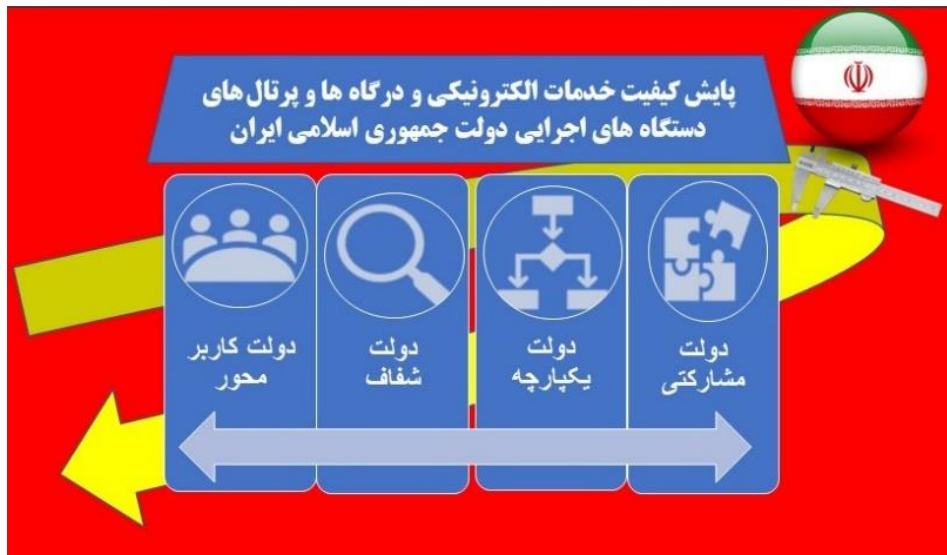 پایش کیفیت خدمات الکترونیکی و درگاه ها و پرتال های
دستگاه های اجرایی دولت جمهوری اسلامی ایران
دولت
مشارکتی
دولت
یکپارچه
دولت
شفاف
دولت کاربر
محور